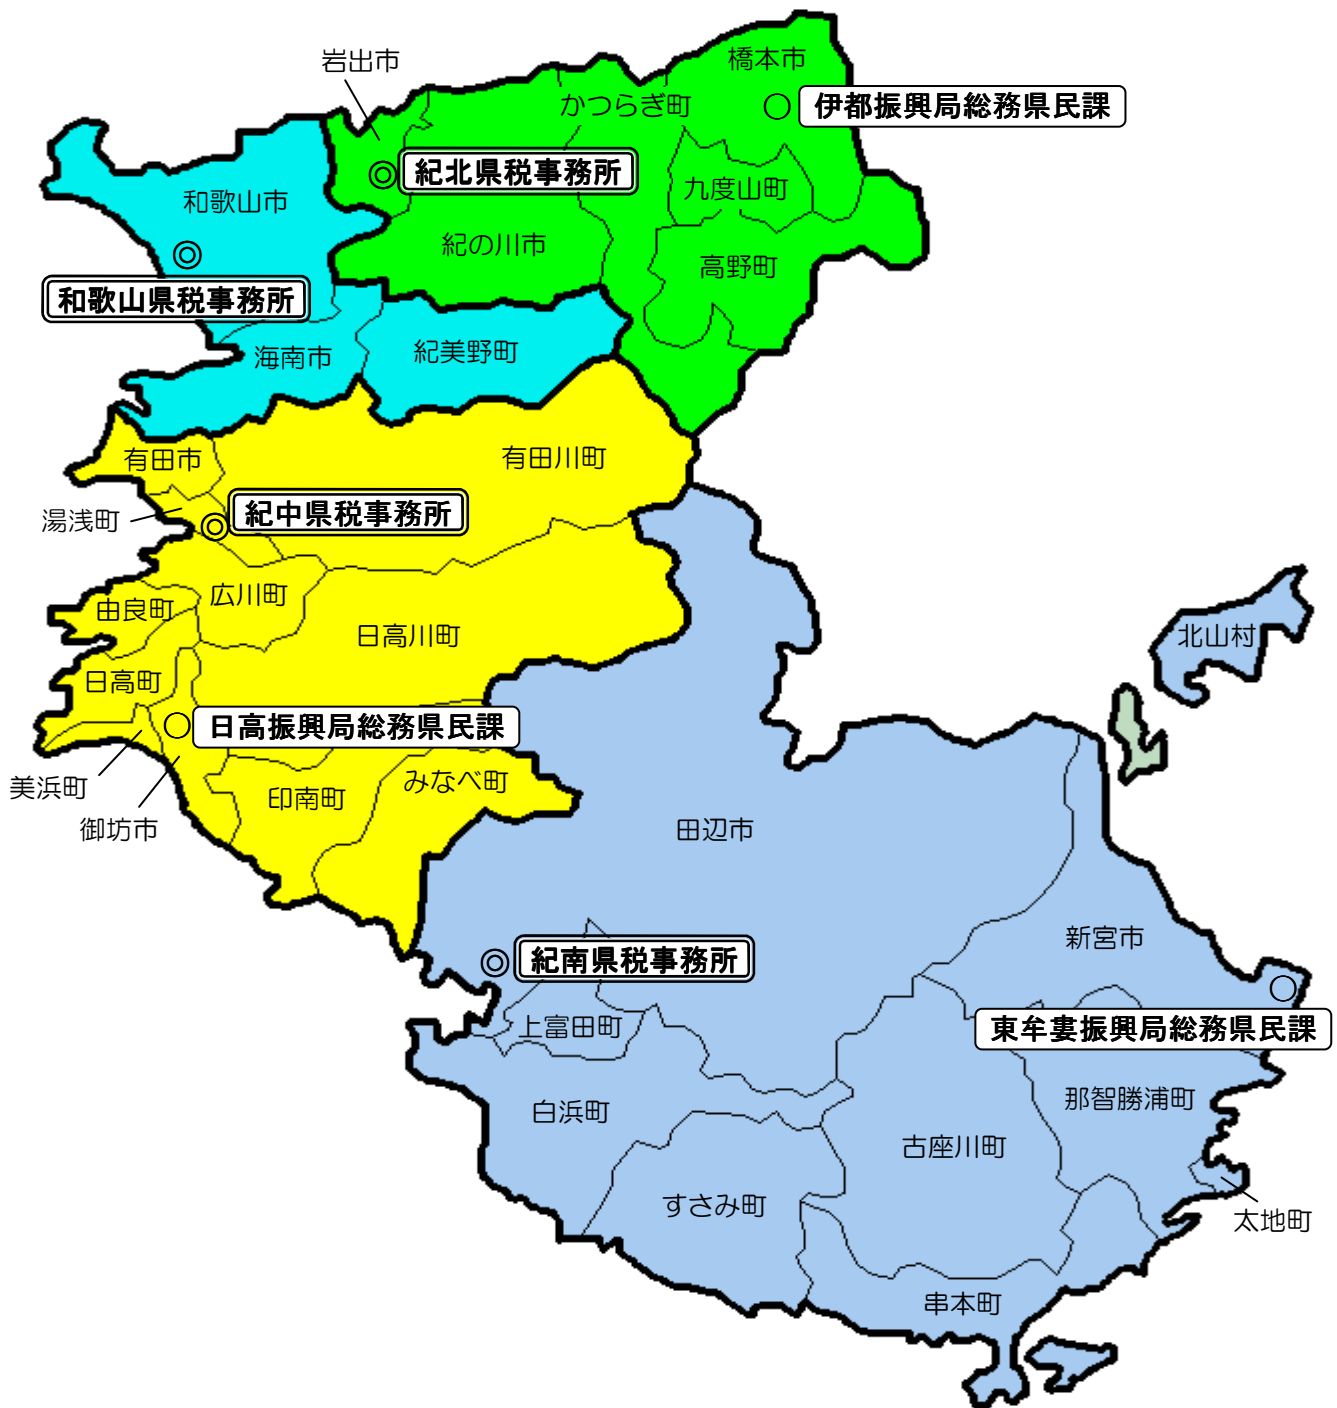 岩出市
橋本市
かつらぎ町
伊都振興局総務県民課
紀北県税事務所
九度山町
和歌山市
紀の川市
高野町
和歌山県税事務所
海南市
紀美野町
有田市
有田川町
湯浅町
紀中県税事務所
広川町
由良町
日高川町
北山村
日高町
日高振興局総務県民課
美浜町
みなべ町
印南町
御坊市
田辺市
新宮市
紀南県税事務所
上富田町
東牟婁振興局総務県民課
那智勝浦町
白浜町
古座川町
すさみ町
太地町
串本町